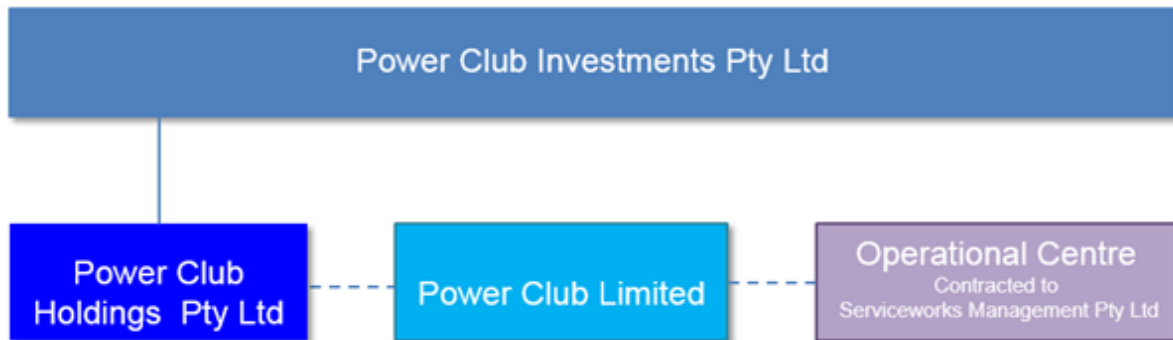 Power Club Investments Pty Ltd
Power Club
Holdings Pty Ltd
Power Club Limited
Operational Centre
Contracted to
Serviceworks Management Pty Ltd